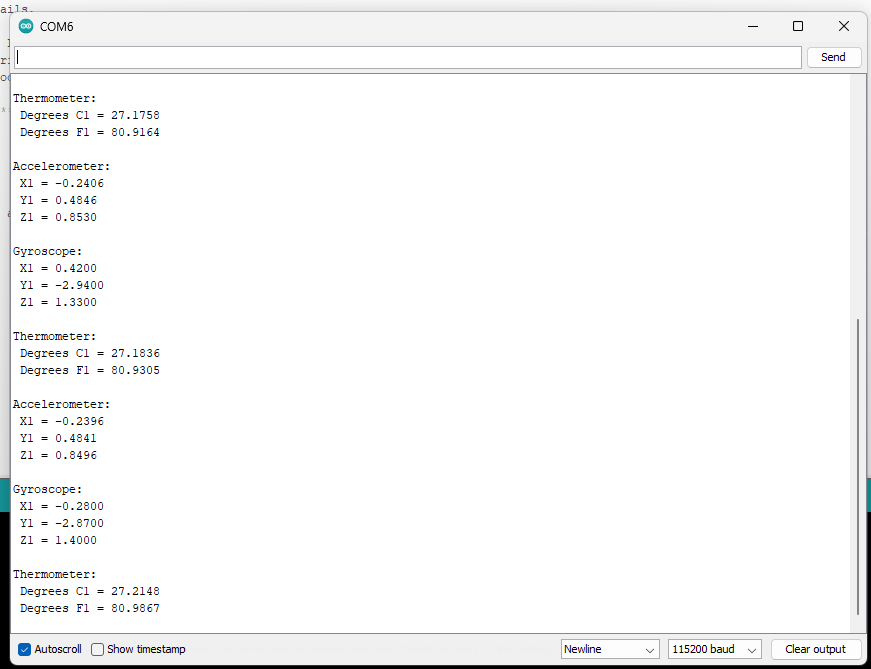 ails.
COM6
Send
Thermometer:
Degrees C1 = 27.1758
Degrees F1 = 80.9164
Accelerometer:
X1 = -0.2406
Y1 = 0.4846
Z1 = 0.8530
Gyroscope:
X1 = 0.4200
Y1 = -2.9400
Z1 = 1.3300
Thermometer:
Degrees C1 = 27.1836
Degrees F1 = 80.9305
Accelerometer:
X1 = -0.2396
Y1 = 0.4841
Z1 = 0.8496
Gyroscope:
X1 = -0.2800
Y1 = -2.8700
Z1 = 1.4000
Thermometer:
Degrees C1 = 27.2148
Degrees F1 = 80.9867
Autoscroll Show timestamp Newline 115200 baud Clear output